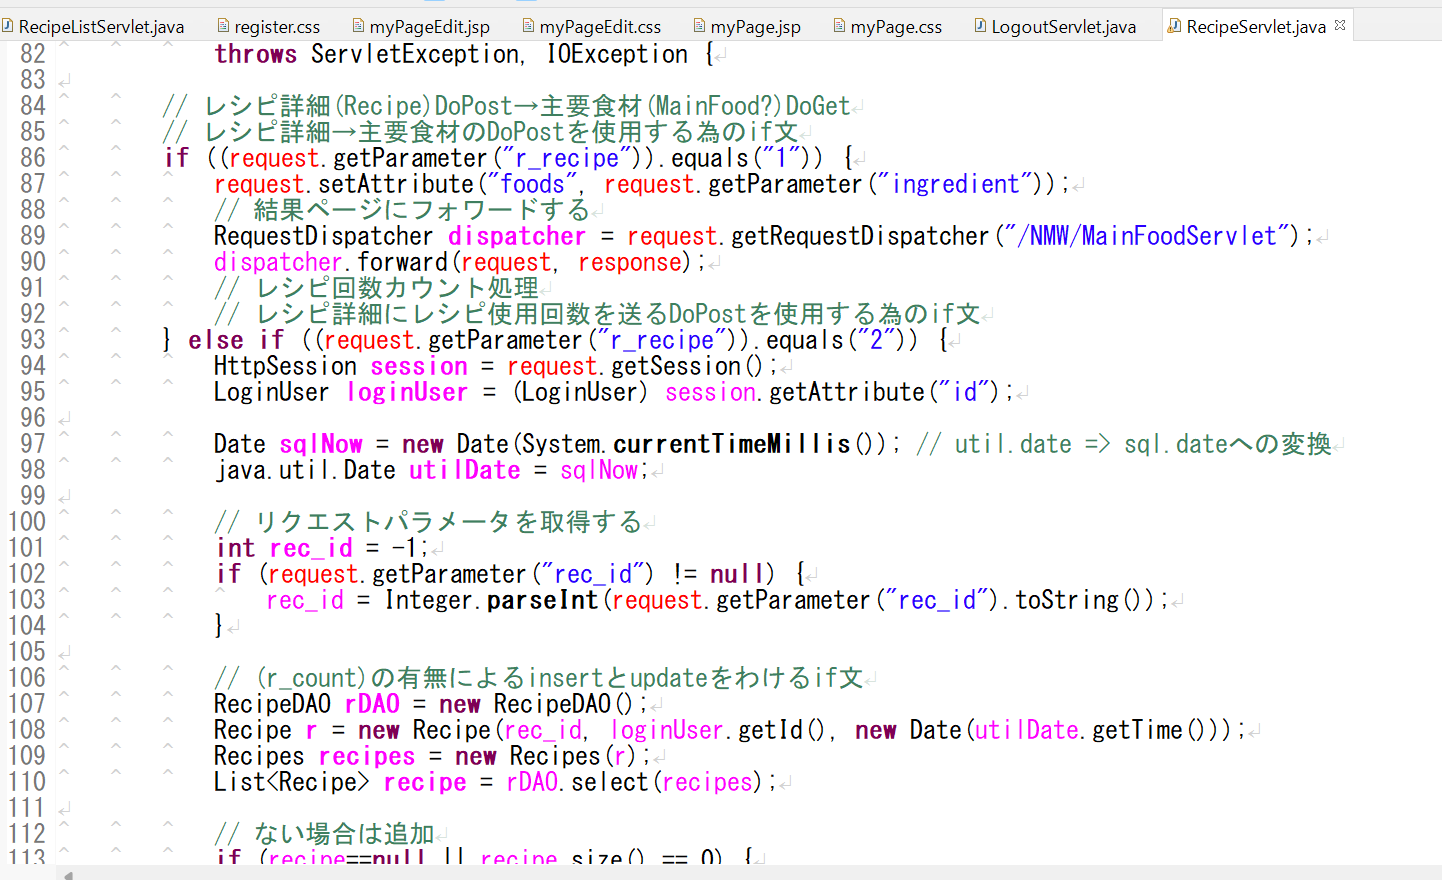 RecipeListServlet.java register.css myPageEdit.jsp myPageEdit.css myPage.jsp myPage.css LogoutServlet.java RecipeServlet.java
82 throws ServletException, IOException {
83
84 // レシピ詳細(Recipe)DoPost→主要食材(MainFood?)DoGet
85 // レシピ詳細→主要食材のDoPostを使用する為のif文
86 if ((request.getParameter("r_recipe")).equals("1")) {
87 request.setAttribute("foods", request.getParameter("ingredient"));
88 // 結果ページにフォワードする
89 RequestDispatcher dispatcher = request.getRequestDispatcher("/NMW/MainFoodServlet");
90 dispatcher.forward(request, response);
91 // レシピ回数カウント処理
92 // レシピ詳細にレシピ使用回数を送るDoPostを使用する為のif文
93 } else if ((request.getParameter("r_recipe")).equals("2")) {
94 HttpSession session = request.getSession();
95 LoginUser loginUser = (LoginUser) session.getAttribute("id");
96
97 Date sqlNow = new Date(System.currentTimeMillis()); // util.date => sql.dateへの変換
98 java.util.Date utilDate = sqlNow;
99
100 // リクエストパラメータを取得する
101 int rec_id = -1;
102 if (request.getParameter("rec_id") != null) {
103 rec_id = Integer.parseInt(request.getParameter("rec_id").toString());
104 }
105
106 // (r_count)の有無によるinsertとupdateをわけるif文
107 RecipeDAO rDAO = new RecipeDAO();
108 Recipe r = new Recipe(rec_id, loginUser.getId(), new Date(utilDate.getTime()));
109 Recipes recipes = new Recipes(r);
110 List<Recipe> recipe = rDAO.select(recipes);
111
112 // ない場合は追加
113 if (recipe==null || recipe.size() == 0) {